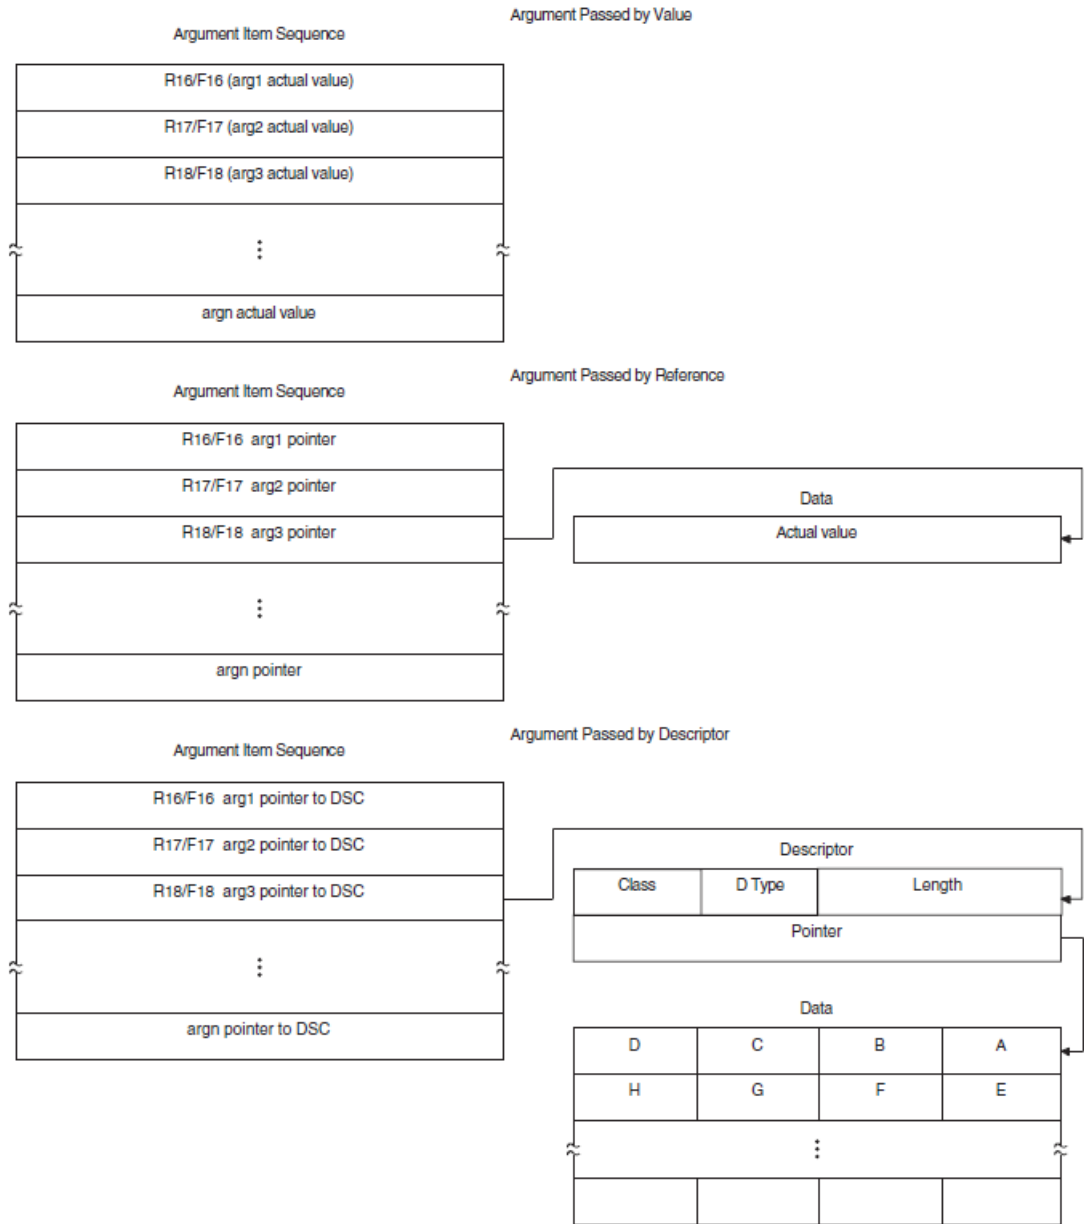 Argument Passed by Value
Argument Item Sequence
R16/F16 (arg1 actual value)
R17/F17 (arg2 actual value)
R18/F18 (arg3 actual value)
argn actual value
Argument Passed by Reference
Argument Item Sequence
R16/F16 arg1 pointer
R17/F17 arg2 pointer
R18/F18 arg3 pointer
argn pointer
Data
Actual value
Argument Passed by Descriptor
Argument Item Sequence
R16/F16 arg1 pointer to DSC
R17/F17 arg2 pointer to DSC
R18/F18 arg3 pointer to DSC
argn pointer to DSC
Descriptor
Class D Type Length
Pointer
Data
D C B A
H G F E